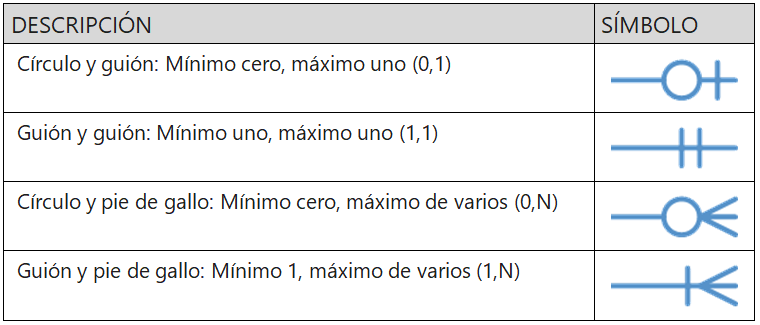 DESCRIPCIÓN SÍMBOLO
Círculo y guión: Mínimo cero, máximo uno (0,1)
Guión y guión: Mínimo uno, máximo uno (1,1)
Círculo y pie de gallo: Mínimo cero, máximo de varios (0,N)
Guión y pie de gallo: Mínimo 1, máximo de varios (1,N)